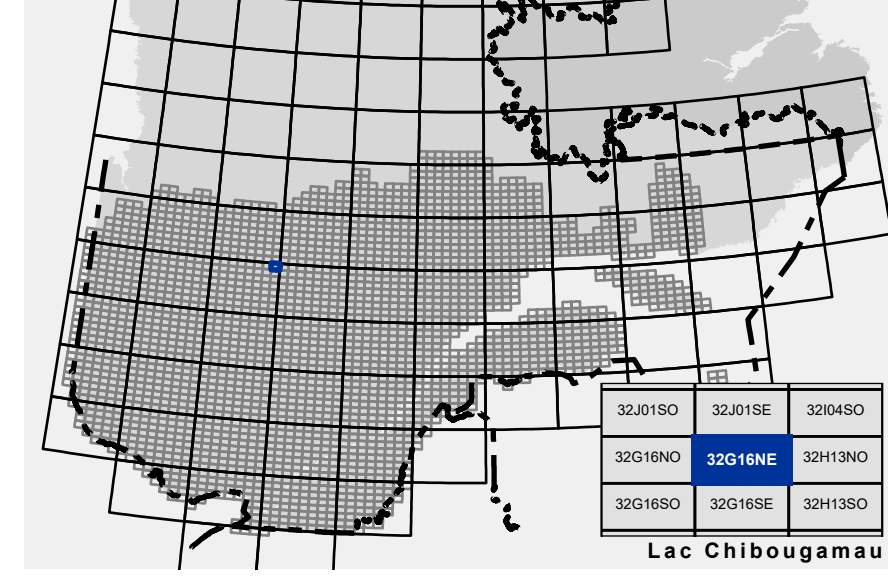 32J01SO 32J01SE 32I04SO
32G16NO 32G16NE 32H13NO
32G16SO 32G16SE 32H13SO
Lac Chibougamau